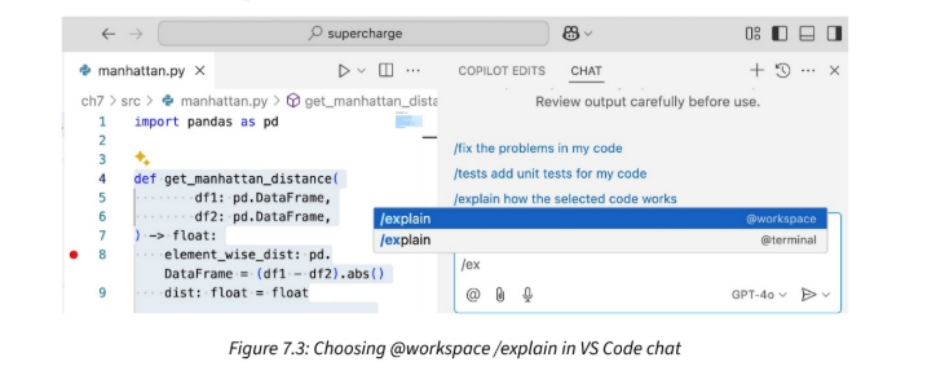 supercharge
manhattan.py
COPILOT EDITS CHAT
ch7 > src > manhattan.py > get_manhattan_dista
Review output carefully before use.
1 import pandas as pd
2
3
4 def get_manhattan_distance(
5 df1: pd.DataFrame,
6 df2: pd.DataFrame,
7 ) -> float:
8 element_wise_dist: pd.
DataFrame = (df1 - df2).abs()
9 dist: float = float
/fix the problems in my code
/tests add unit tests for my code
/explain how the selected code works
/explain @workspace
/explain @terminal
/ex
@ GPT-4o
Figure 7.3: Choosing @workspace /explain in VS Code chat